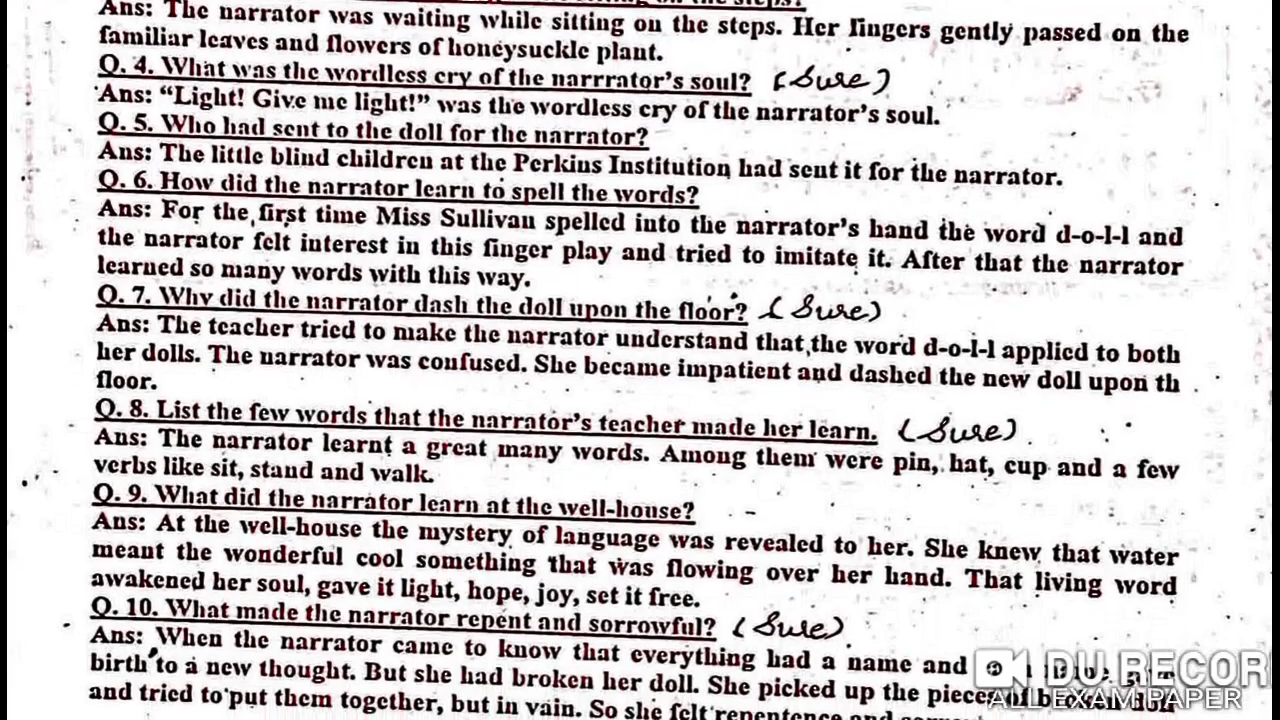 Ans: The narrator was waiting while sitting on the steps. Her fingers gently passed on the
familiar leaves and flowers of honeysuckle plant.
Q. 4. What was the wordless cry of the narrrator's soul? (Sure)
Ans: “Light! Give me light!” was the wordless cry of the narrator's soul.
Q. 5. Who had sent to the doll for the narrator?
Ans: The little blind children at the Perkins Institution had sent it for the narrator.
Q. 6. How did the narrator learn to spell the words?
Ans: For the first time Miss Sullivan spelled into the narrator's hand the word d-o-l-l and
the narrator felt interest in this finger play and tried to imitate it. After that the narrator
learned so many words with this way.
Q. 7. Why did the narrator dash the doll upon the floor? (Sure)
Ans: The teacher tried to make the narrator understand that the word d-o-l-l applied to both
her dolls. The narrator was confused. She became impatient and dashed the new doll upon th
floor.
Q. 8. List the few words that the narrator's teacher made her learn. (Sure)
Ans: The narrator learnt a great many words. Among them were pin, hat, cup and a few
verbs like sit, stand and walk.
Q. 9. What did the narrator learn at the well-house?
Ans: At the well-house the mystery of language was revealed to her. She knew that water
meant the wonderful cool something that was flowing over her hand. That living word
awakened her soul, gave it light, hope, joy, set it free.
Q. 10. What made the narrator repent and sorrowful? (Sure)
Ans: When the narrator came to know that everything had a name and
birth to a new thought. But she had broken her doll. She picked up the pieces
and tried to put them together, but in vain. So she felt repentence and
DU RECOR
ALL EXAM PAPER